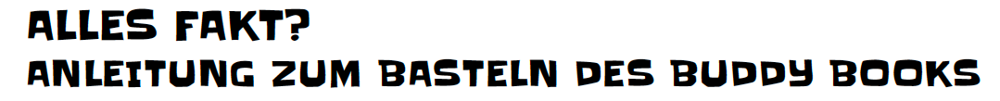 ALLES FAKT?
ANLEITUNG ZUM BASTELN DES BUDDY BOOKS